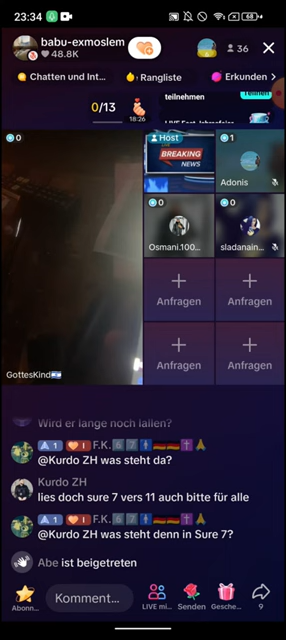 23:34
68
babu-exmoslem
48.8K
36
Chatten und Int...
Rangliste
Erkunden
0/13
18:26
teilnehmen
Teilnehmen
0
Host
BREAKING
NEWS
1
Adonis
0
Osmani.100...
0
sladanain...
Anfragen
Anfragen
Anfragen
Anfragen
GottesKind
Wird er lange noch lallen?
1 1 F.K.
@Kurdo ZH was steht da?
Kurdo ZH
lies doch sure 7 vers 11 auch bitte für alle
1 1 F.K.
@Kurdo ZH was steht denn in Sure 7?
Abe ist beigetreten
Komment...
Abonn...
LIVE mi...
Senden
Gesche...
9